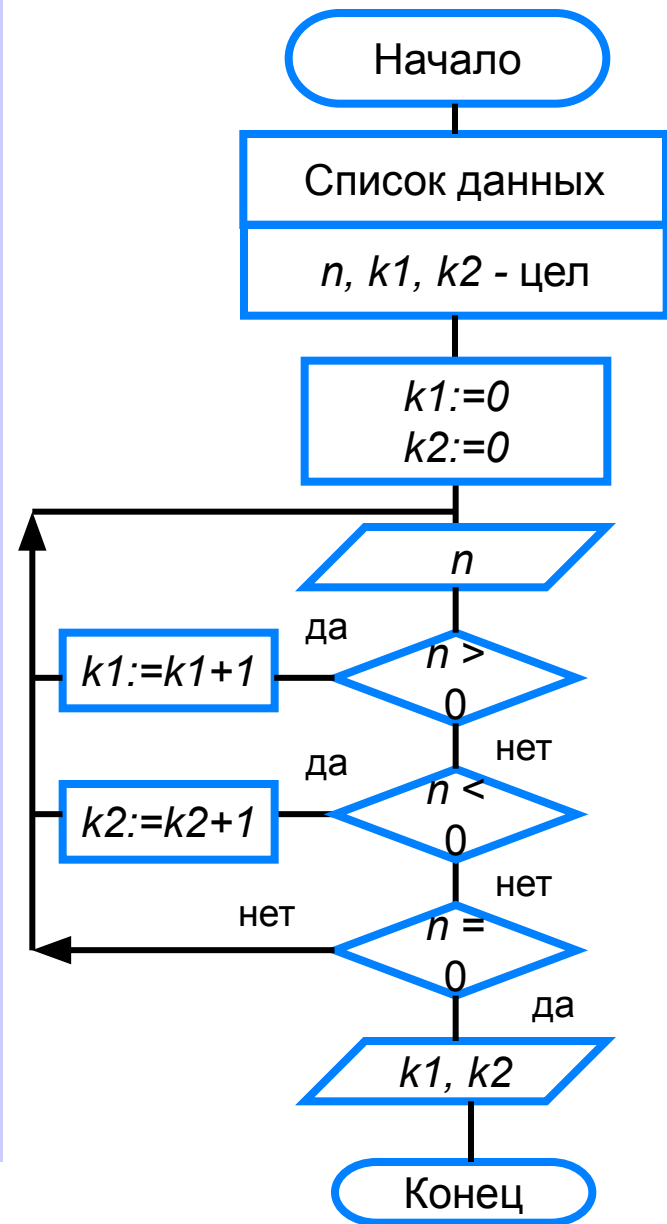 Начало
Список данных
n, k1, k2 - цел
k1:=0
k2:=0
n
да
k1:=k1+1
n >
0
нет
да
k2:=k2+1
n <
0
нет
нет
n =
0
да
k1, k2
Конец